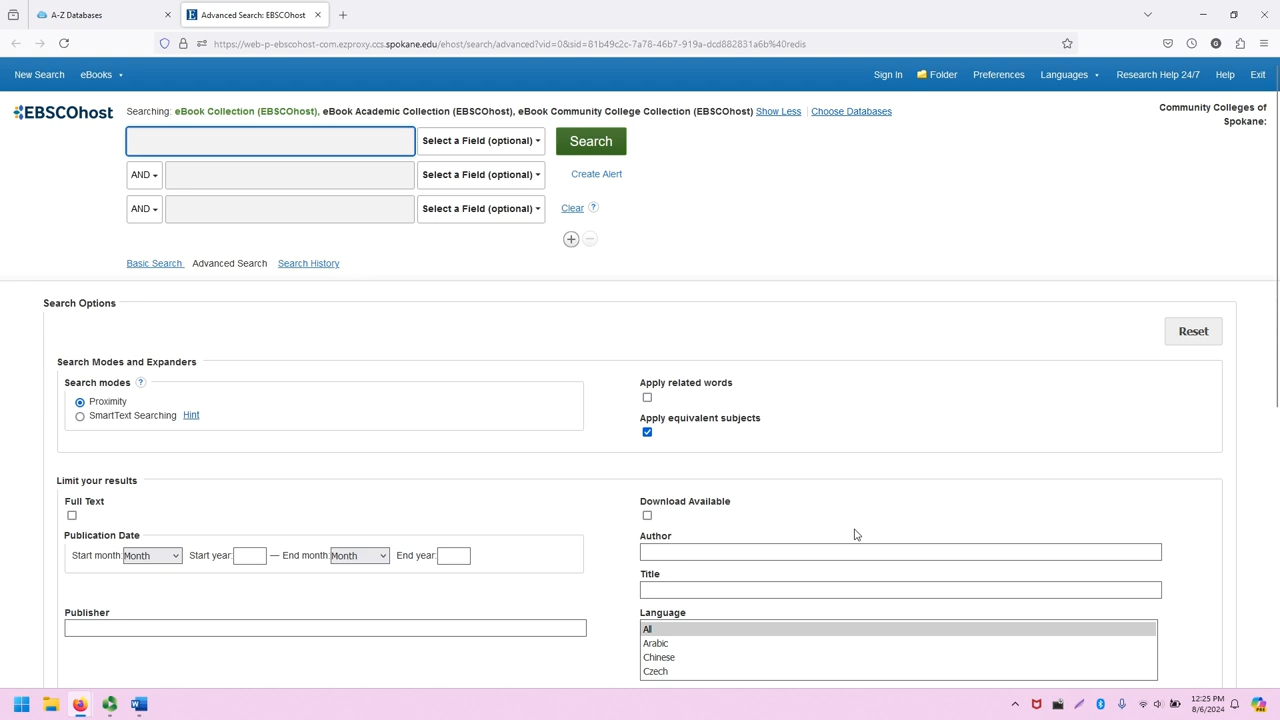 A-Z Databases
Advanced Search: EBSCOhost
https://web-p-ebscohost-com.ezproxy.ccs.spokane.edu/ehost/search/advanced?vid=0&sid=81b49c2c-7a78-46b7-919a-dcd882831a6b%40redis
New Search eBooks Sign In Folder Preferences Languages Research Help 24/7 Help Exit
EBSCOhost Searching: eBook Collection (EBSCOhost), eBook Academic Collection (EBSCOhost), eBook Community College Collection (EBSCOhost) Show Less Choose Databases
Community Colleges of
Spokane:
Select a Field (optional) Search
AND Select a Field (optional) Create Alert
AND Select a Field (optional) Clear ?
Basic Search Advanced Search Search History
Search Options
Reset
Search Modes and Expanders
Search modes ? Apply related words
Proximity
SmartText Searching Hint Apply equivalent subjects
Limit your results
Full Text Download Available
Publication Date Author
Start month: Month Start year: — End month: Month End year:
Title
Publisher Language
All
Arabic
Chinese
Czech
12:25 PM
8/6/2024